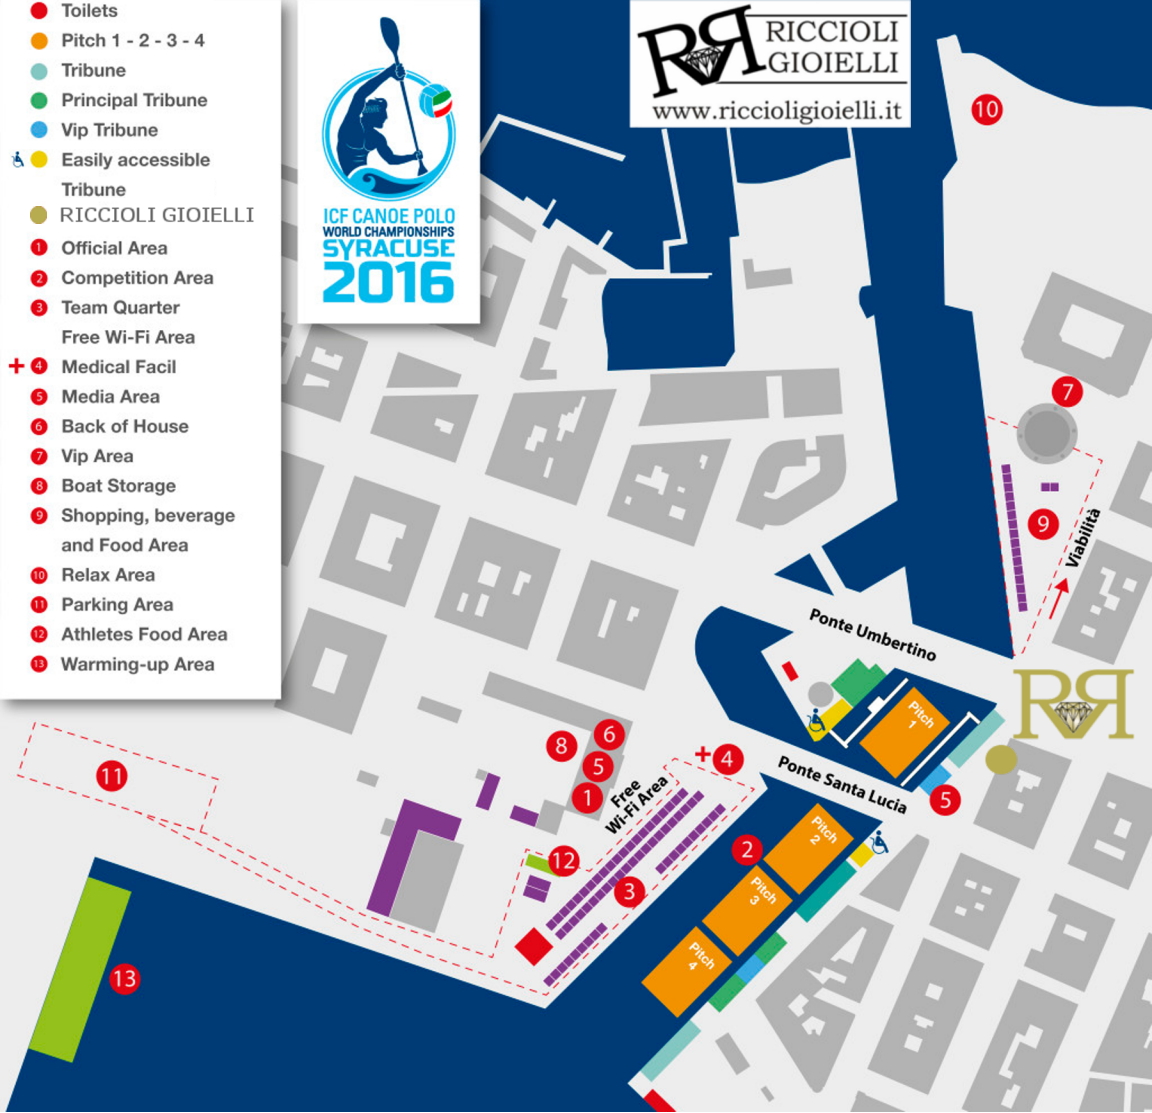 Toilets
Pitch 1 - 2 - 3 - 4
Tribune
Principal Tribune
Vip Tribune
Easily accessible
Tribune
RICCIOLI GIOIELLI
1 Official Area
2 Competition Area
3 Team Quarter
Free Wi-Fi Area
4 Medical Facil
5 Media Area
6 Back of House
7 Vip Area
8 Boat Storage
9 Shopping, beverage
and Food Area
10 Relax Area
11 Parking Area
12 Athletes Food Area
13 Warming-up Area
ICF CANOE POLO
WORLD CHAMPIONSHIPS
SYRACUSE
2016
RR RICCIOLI
GIOIELLI
www.riccioligioielli.it
10
7
9
Viabilità
Ponte Umbertino
RR
Pitch
1
Ponte Santa Lucia
5
6
8
5
1
4
Free
Wi-Fi Area
11
12
3
2
Pitch
2
Pitch
3
Pitch
4
13